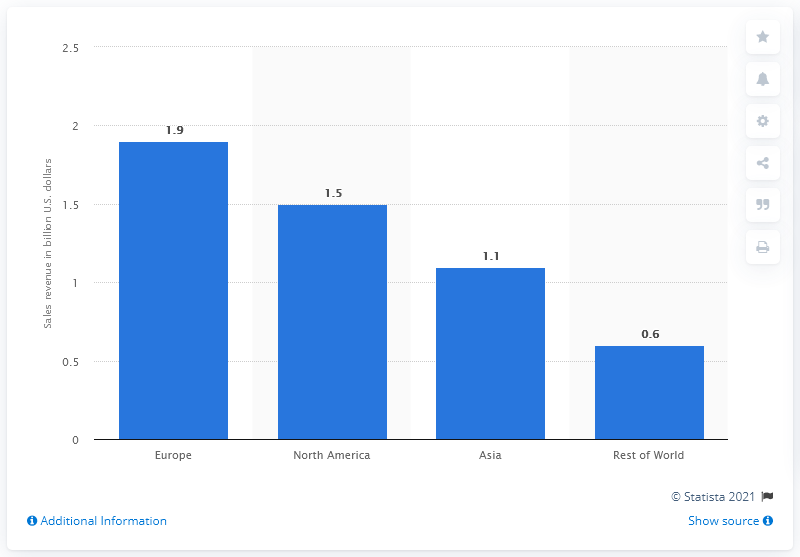 Sales revenue in billion U.S. dollars
2.5
2
1.5
1
0.5
0
1.9
1.5
1.1
0.6
Europe
North America
Asia
Rest of World
© Statista 2021
Additional Information
Show source